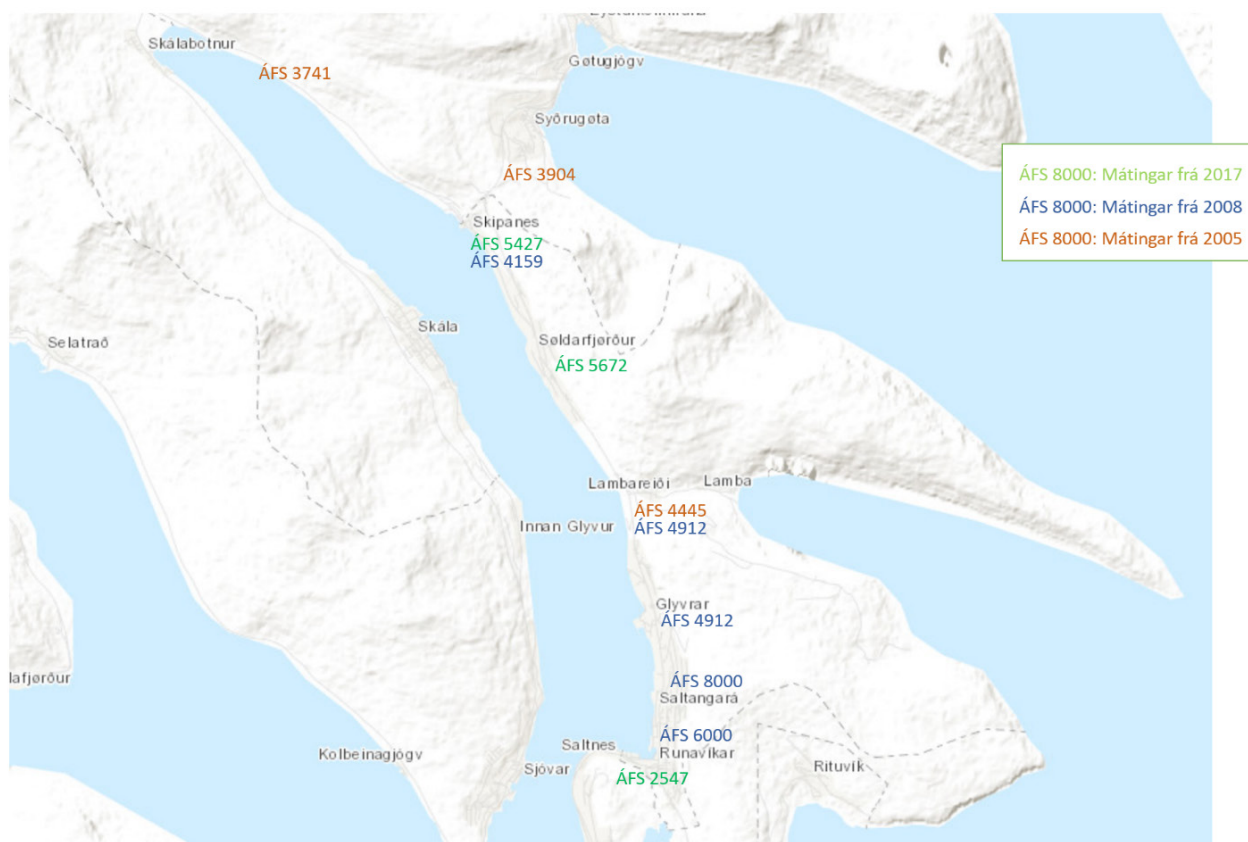 Skálabotnur
Gøtugjógv
ÁFS 3741
Syðrugøta
ÁFS 3904
ÁFS 8000: Mátingar frá 2017
ÁFS 8000: Mátingar frá 2008
ÁFS 8000: Mátingar frá 2005
Skipanes
ÁFS 5427
ÁFS 4159
Skála
Søldarfjørður
Selatrað
ÁFS 5672
Lambareiði
Lamba
ÁFS 4445
Innan Glyvur
ÁFS 4912
Glyvrar
ÁFS 4912
lafjørður
ÁFS 8000
Saltangará
ÁFS 6000
Kolbeinagjógv
Saltnes
Runavíkar
Sjóvar
Rituvík
ÁFS 2547